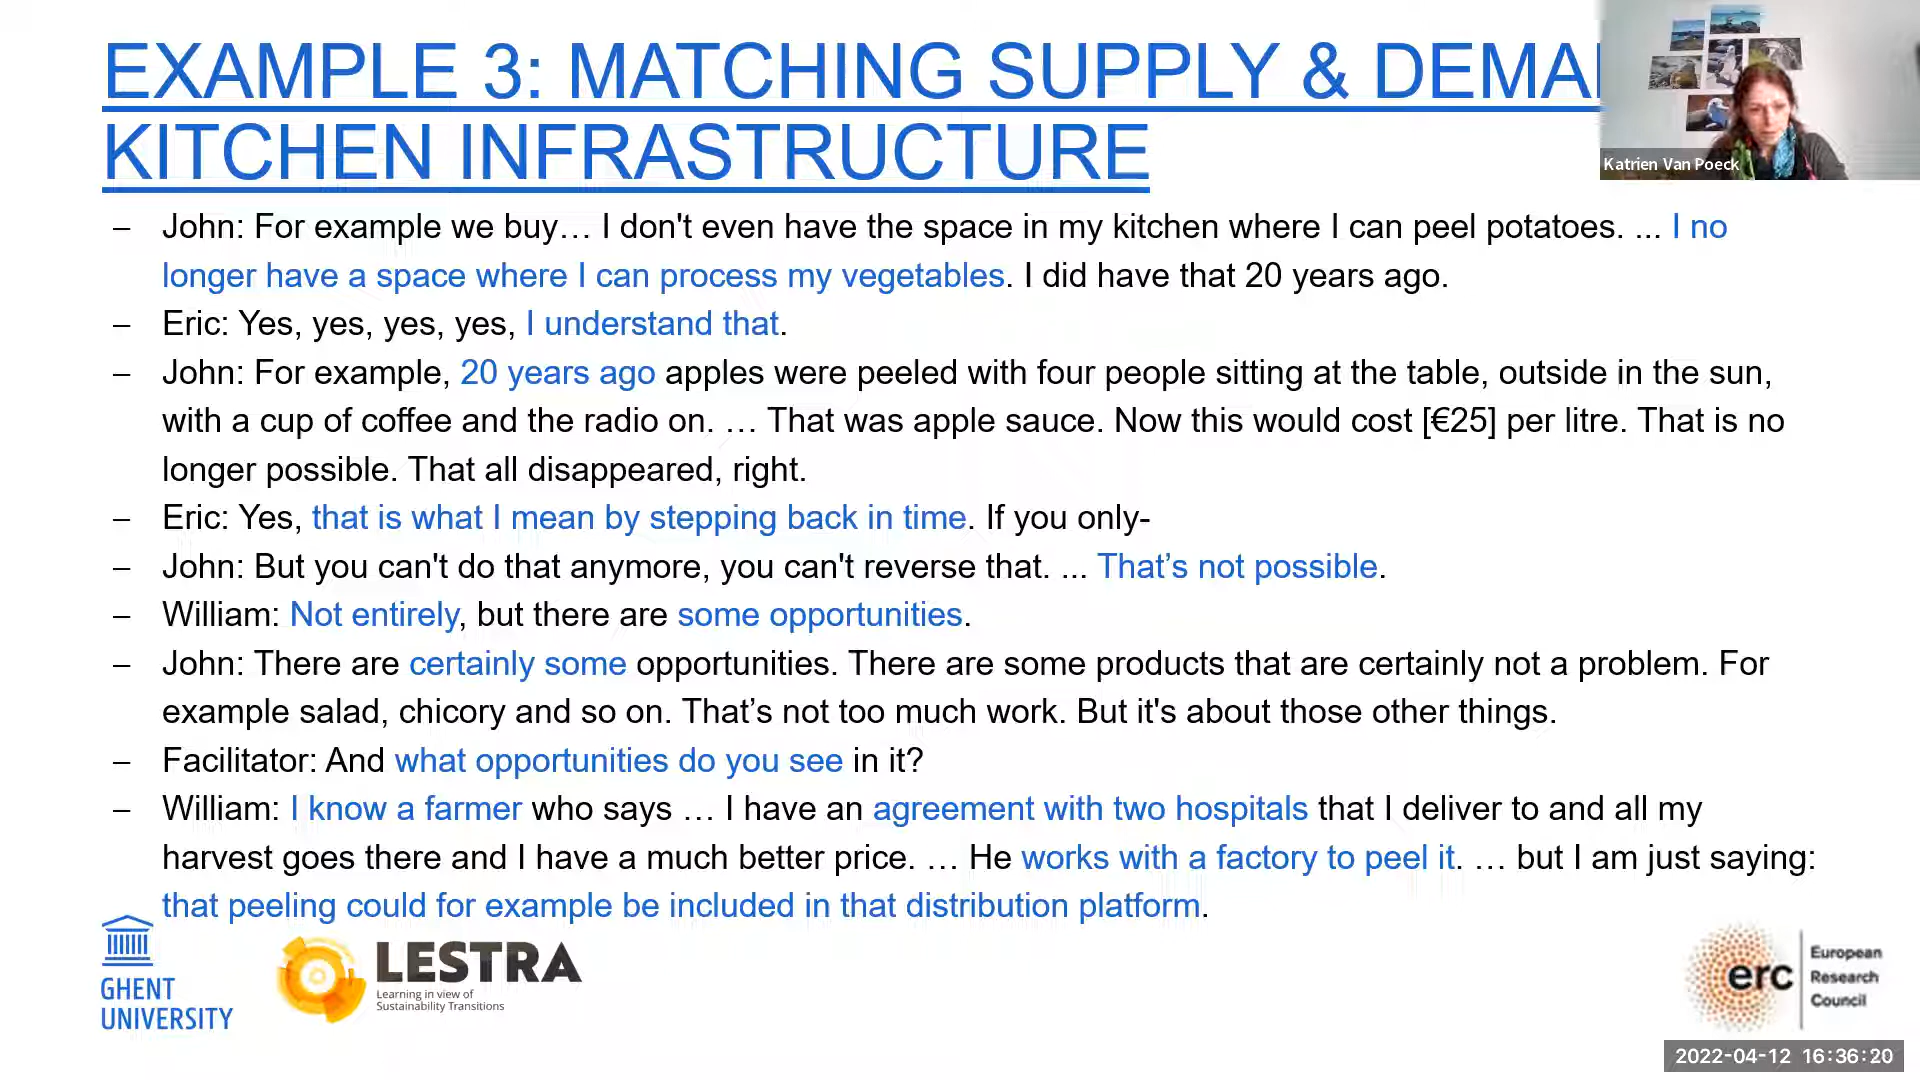 EXAMPLE 3: MATCHING SUPPLY &
KITCHEN INFRASTRUCTURE
Katrien Van Poeck
– John: For example we buy… I don't even have the space in my kitchen where I can peel potatoes. ... I no
longer have a space where I can process my vegetables. I did have that 20 years ago.
– Eric: Yes, yes, yes, yes, I understand that.
– John: For example, 20 years ago apples were peeled with four people sitting at the table, outside in the sun,
with a cup of coffee and the radio on. … That was apple sauce. Now this would cost [€25] per litre. That is no
longer possible. That all disappeared, right.
– Eric: Yes, that is what I mean by stepping back in time. If you only-
– John: But you can't do that anymore, you can't reverse that. ... That’s not possible.
– William: Not entirely, but there are some opportunities.
– John: There are certainly some opportunities. There are some products that are certainly not a problem. For
example salad, chicory and so on. That’s not too much work. But it's about those other things.
– Facilitator: And what opportunities do you see in it?
– William: I know a farmer who says … I have an agreement with two hospitals that I deliver to and all my
harvest goes there and I have a much better price. … He works with a factory to peel it. … but I am just saying:
that peeling could for example be included in that distribution platform.
GHENT
UNIVERSITY
LESTRA
Learning in view of
Sustainability Transitions
erc
European
Research
Council
2022-04-12 16:36:20